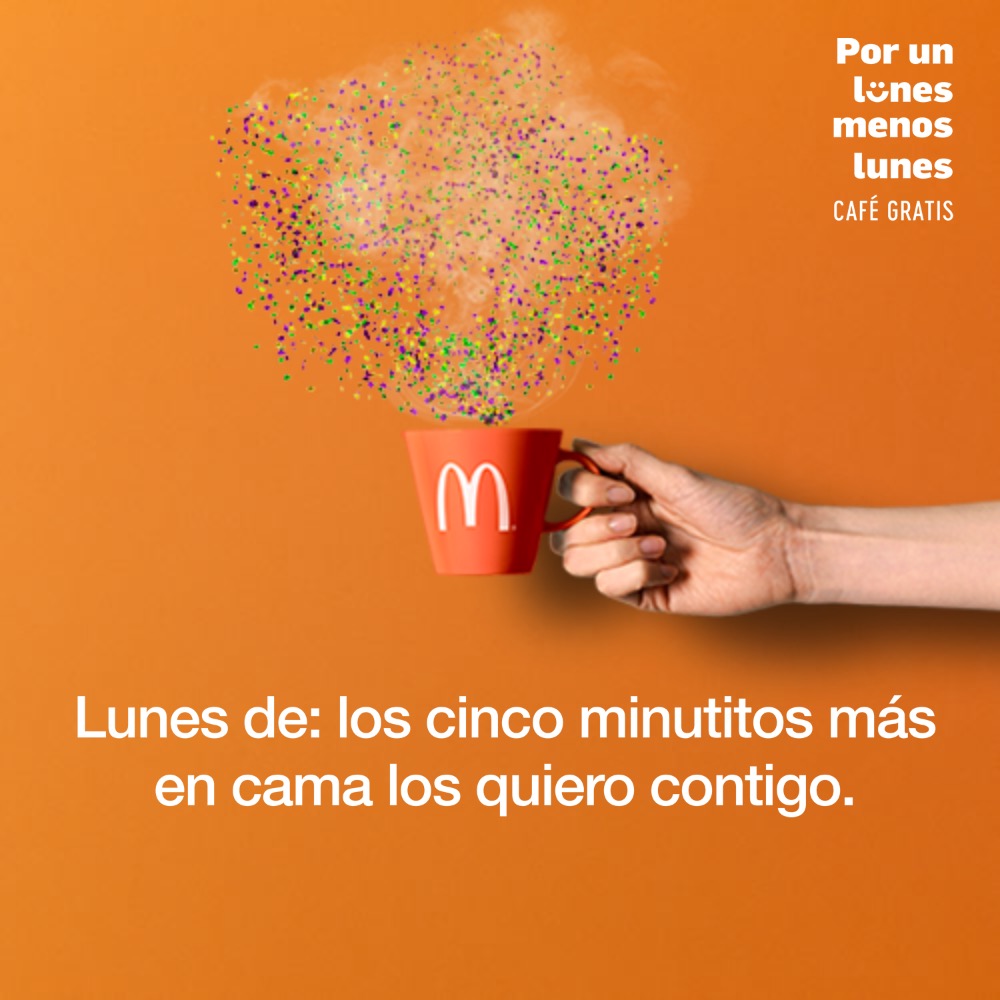 Por un
lunes
menos
lunes
CAFÉ GRATIS
M
Lunes de: los cinco minutitos más
en cama los quiero contigo.